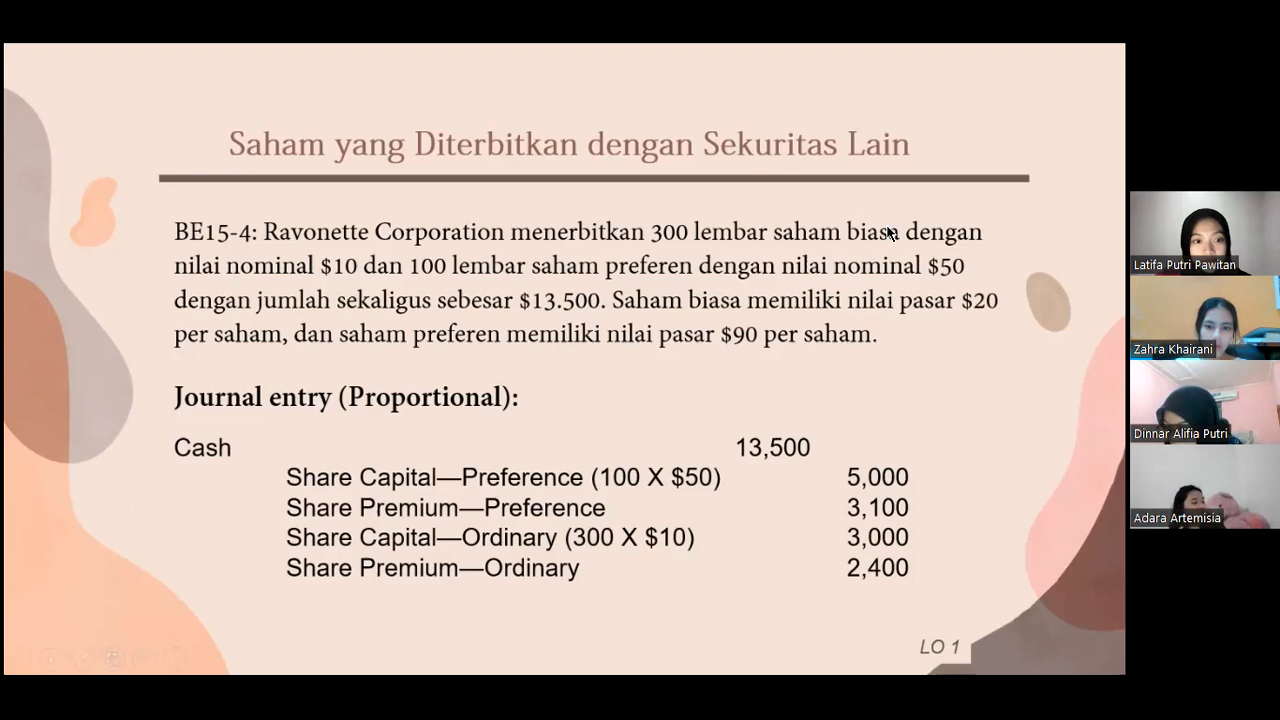 Saham yang Diterbitkan dengan Sekuritas Lain
BE15-4: Ravonette Corporation menerbitkan 300 lembar saham biasa dengan
nilai nominal $10 dan 100 lembar saham preferen dengan nilai nominal $50
dengan jumlah sekaligus sebesar $13.500. Saham biasa memiliki nilai pasar $20
per saham, dan saham preferen memiliki nilai pasar $90 per saham.
Journal entry (Proportional):
Cash 13,500
Share Capital—Preference (100 X $50) 5,000
Share Premium—Preference 3,100
Share Capital—Ordinary (300 X $10) 3,000
Share Premium—Ordinary 2,400
LO 1
Latifa Putri Pawitan
Zahra Khairani
Dinnar Alifia Putri
Adara Artemisia